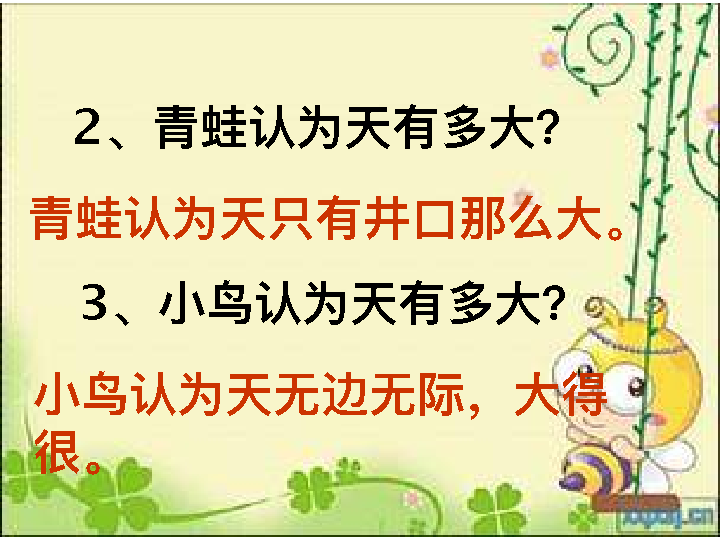 2、青蛙认为天有多大?
青蛙认为天只有井口那么大。
3、小鸟认为天有多大?
小鸟认为天无边无际，大得
很。